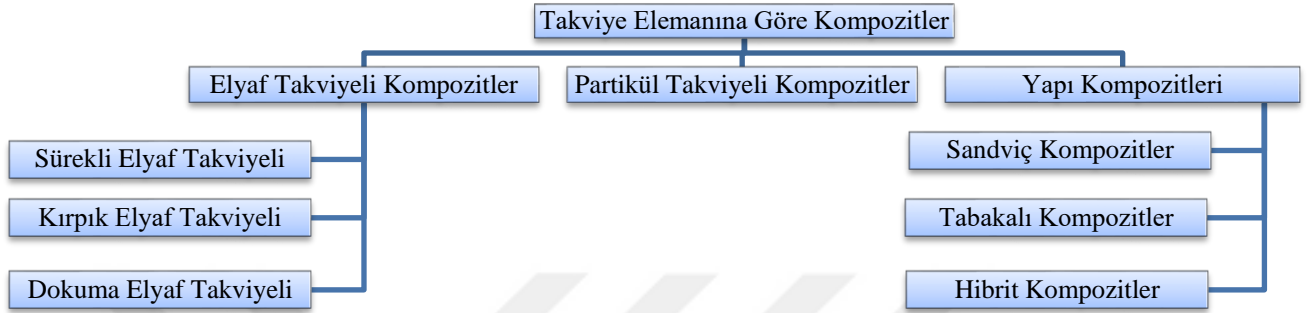 Takviye Elemanına Göre Kompozitler
Elyaf Takviyeli Kompozitler
Partikül Takviyeli Kompozitler
Yapı Kompozitleri
Sürekli Elyaf Takviyeli
Kırpık Elyaf Takviyeli
Dokuma Elyaf Takviyeli
Sandviç Kompozitler
Tabakalı Kompozitler
Hibrit Kompozitler